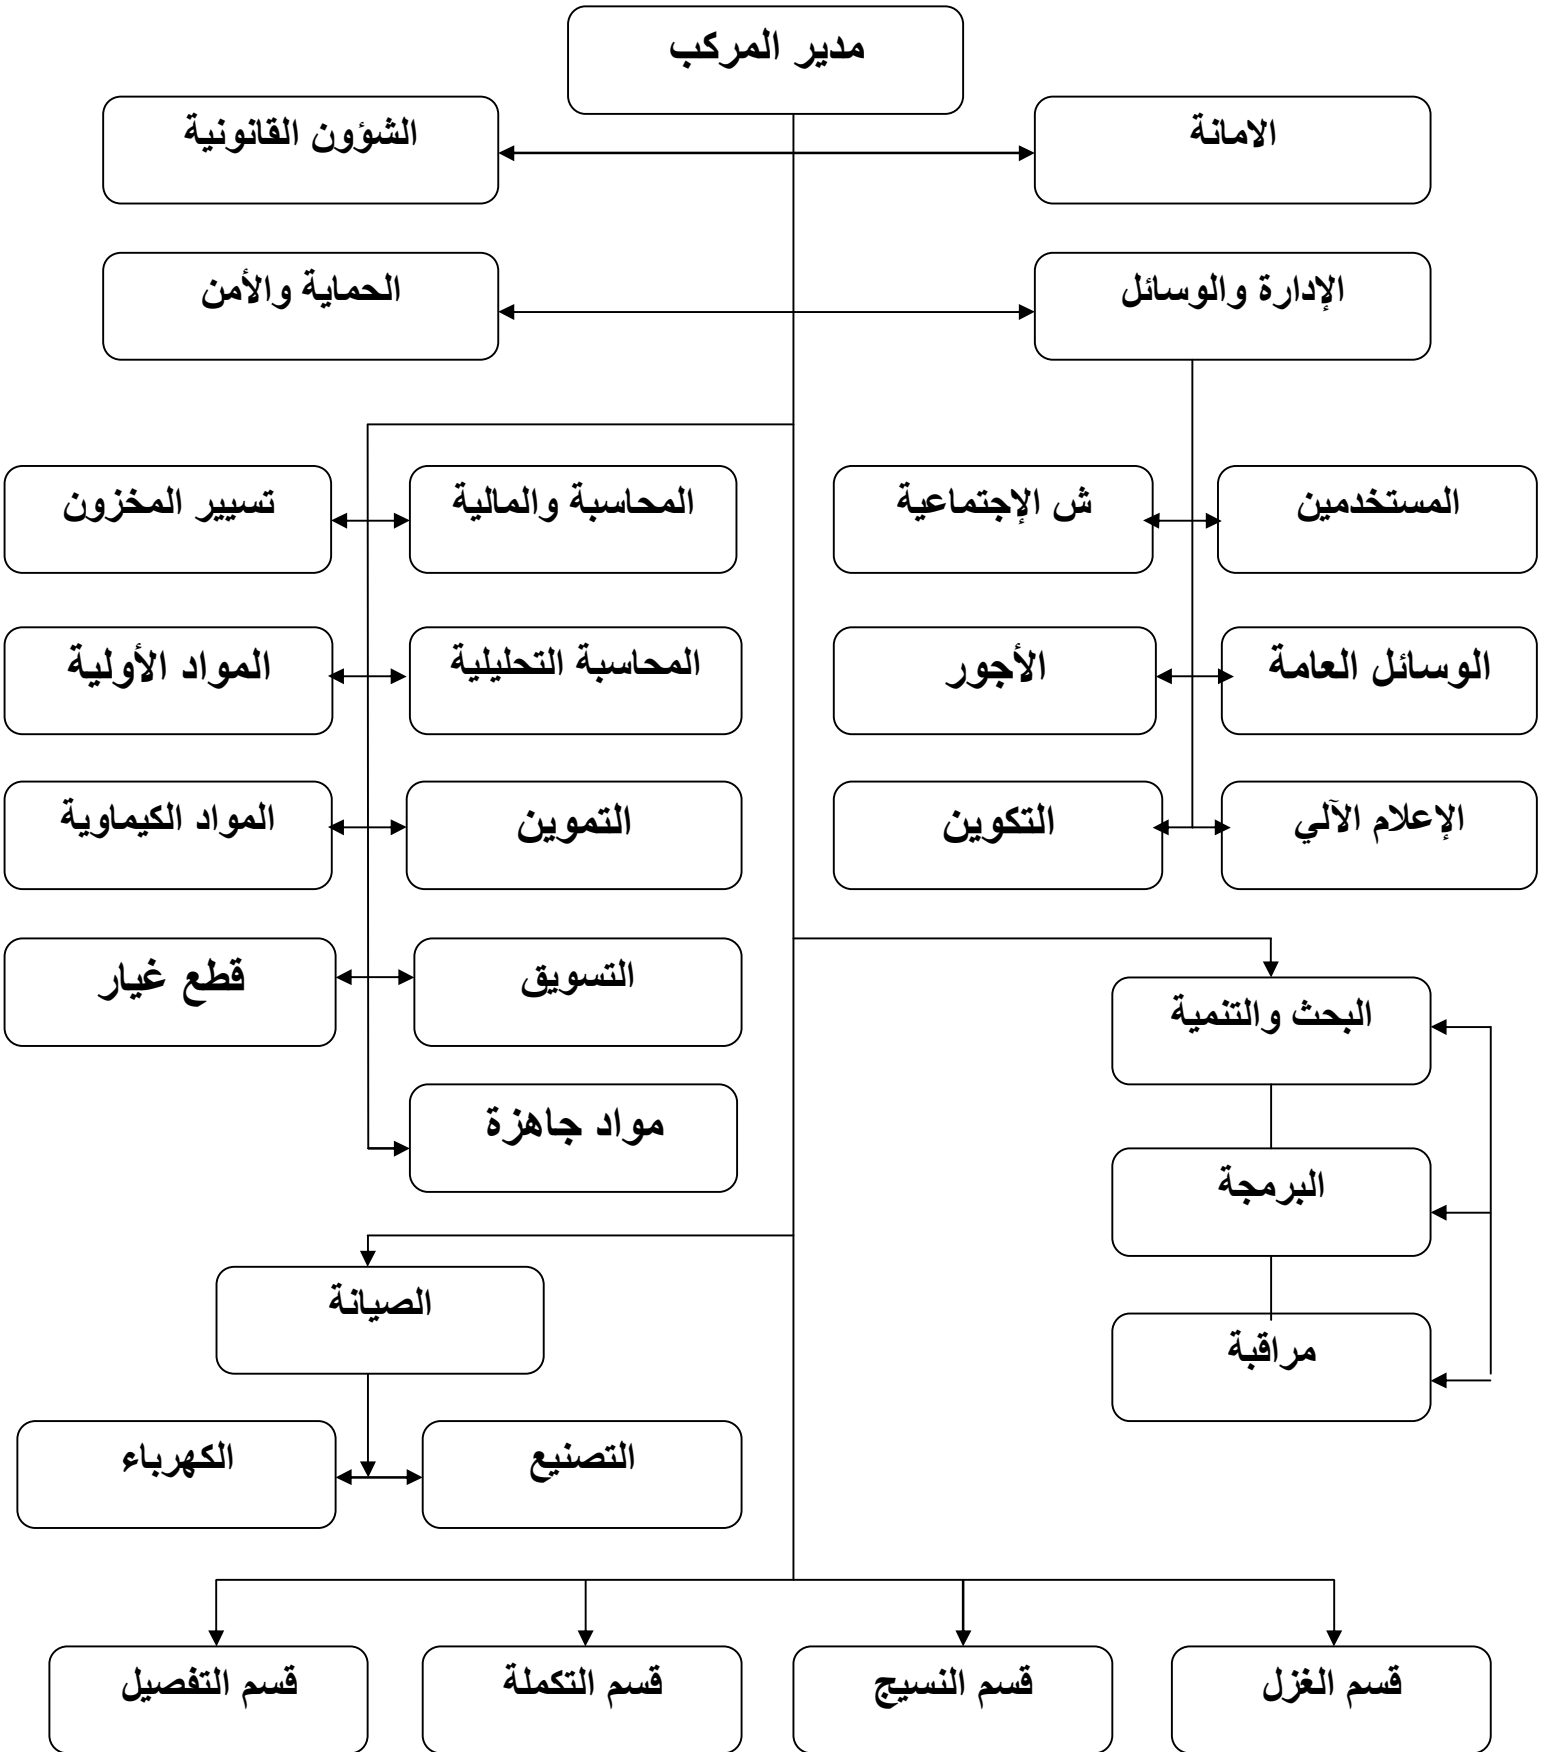 مدير المركب
الامانة
الشؤون القانونية
الإدارة والوسائل
الحماية والأمن
المستخدمين
ش الإجتماعية
المحاسبة والمالية
تسيير المخزون
الوسائل العامة
الأجور
المحاسبة التحليلية
المواد الأولية
الإعلام الآلي
التكوين
التموين
المواد الكيماوية
التسويق
قطع غيار
البحث والتنمية
مواد جاهزة
البرمجة
الصيانة
مراقبة
التصنيع
الكهرباء
قسم الغزل
قسم النسيج
قسم التكملة
قسم التفصيل